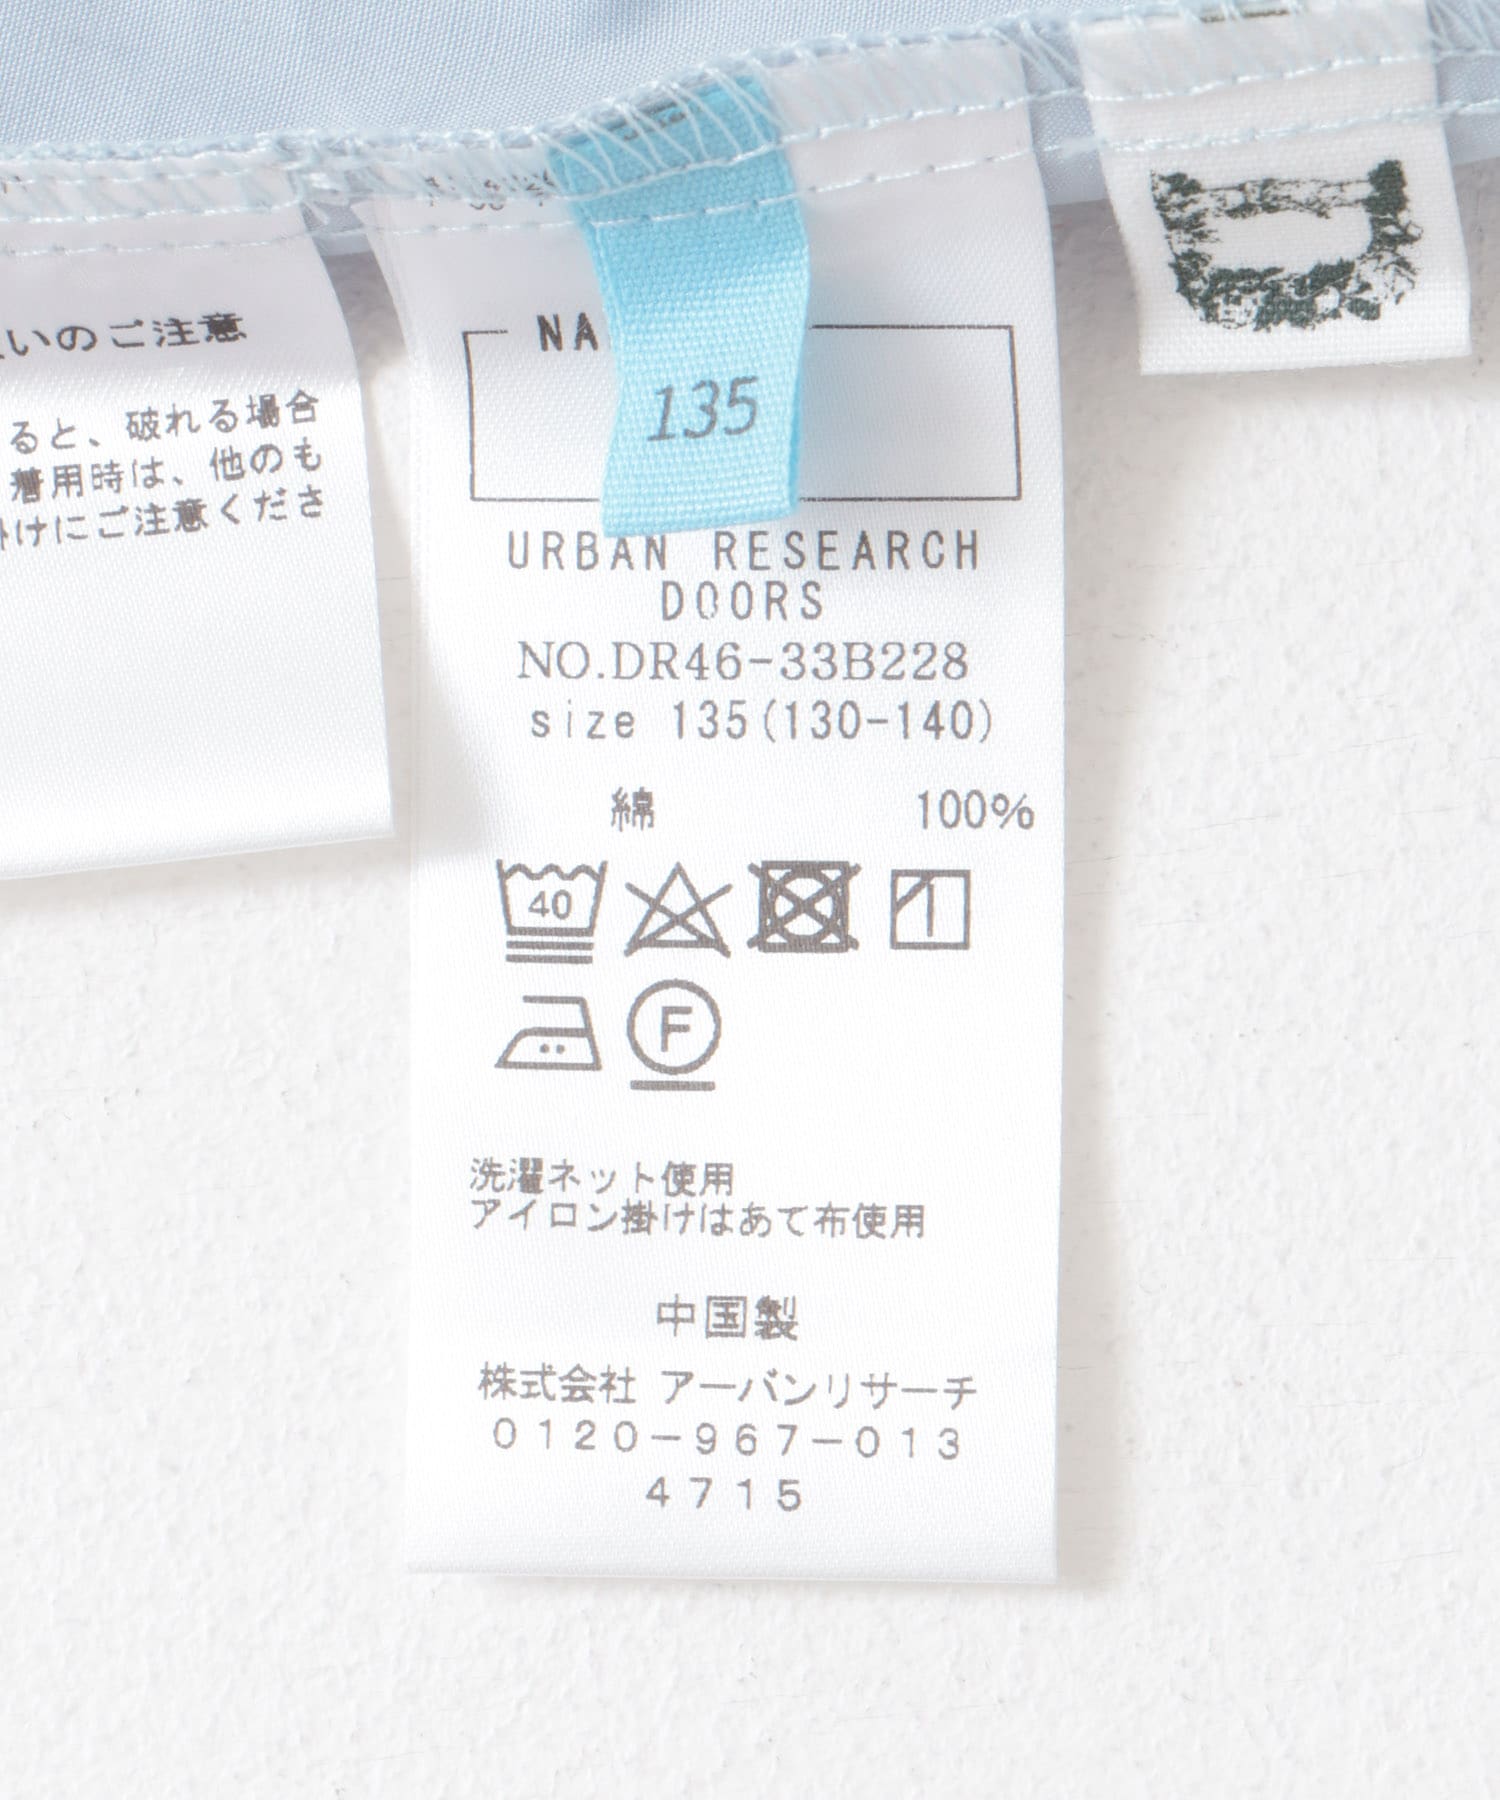 いのご注意
ると、破れる場合
着用時は、他のも
掛けにご注意くださ
NA
135
URBAN RESEARCH
DOORS
NO.DR46-33B228
size 135(130-140)
綿 100%
40
F
洗濯ネット使用
アイロン掛けはあて布使用
中国製
株式会社 アーバンリサーチ
0120-967-013
4715